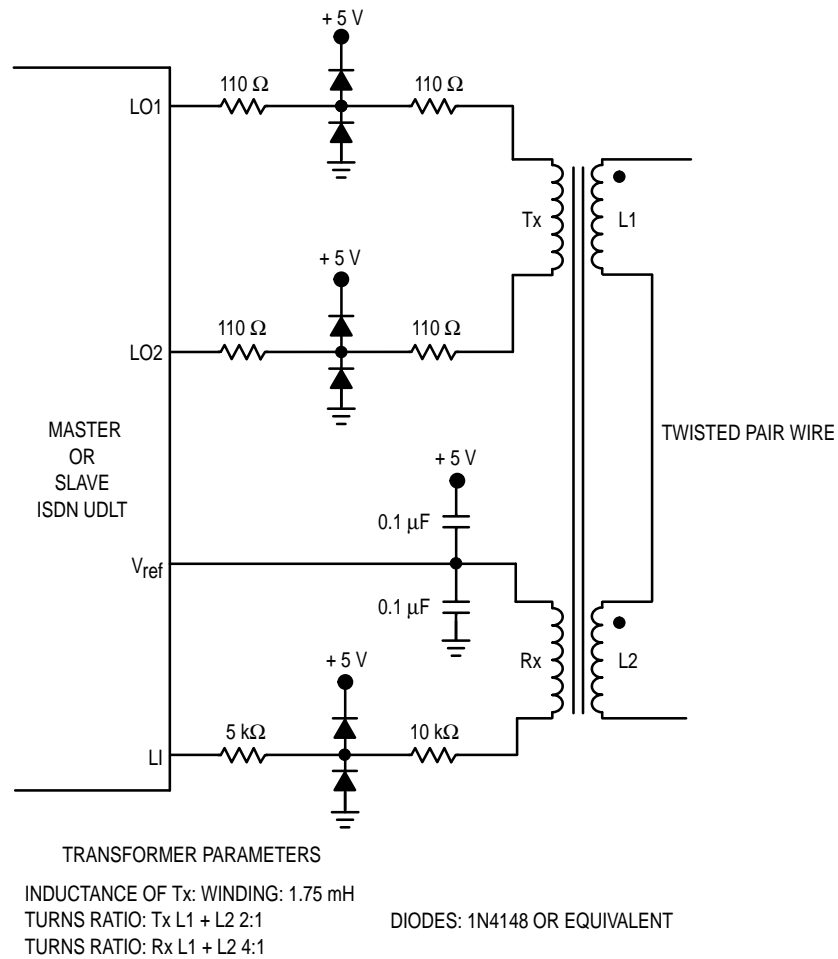 + 5 V
110 Ω
110 Ω
LO1
Tx
L1
+ 5 V
110 Ω
110 Ω
LO2
MASTER
OR
SLAVE
ISDN UDLT
TWISTED PAIR WIRE
+ 5 V
0.1 μF
Vref
0.1 μF
Rx
L2
+ 5 V
5 kΩ
10 kΩ
LI
TRANSFORMER PARAMETERS
INDUCTANCE OF Tx: WINDING: 1.75 mH
TURNS RATIO: Tx L1 + L2 2:1
DIODES: 1N4148 OR EQUIVALENT
TURNS RATIO: Rx L1 + L2 4:1